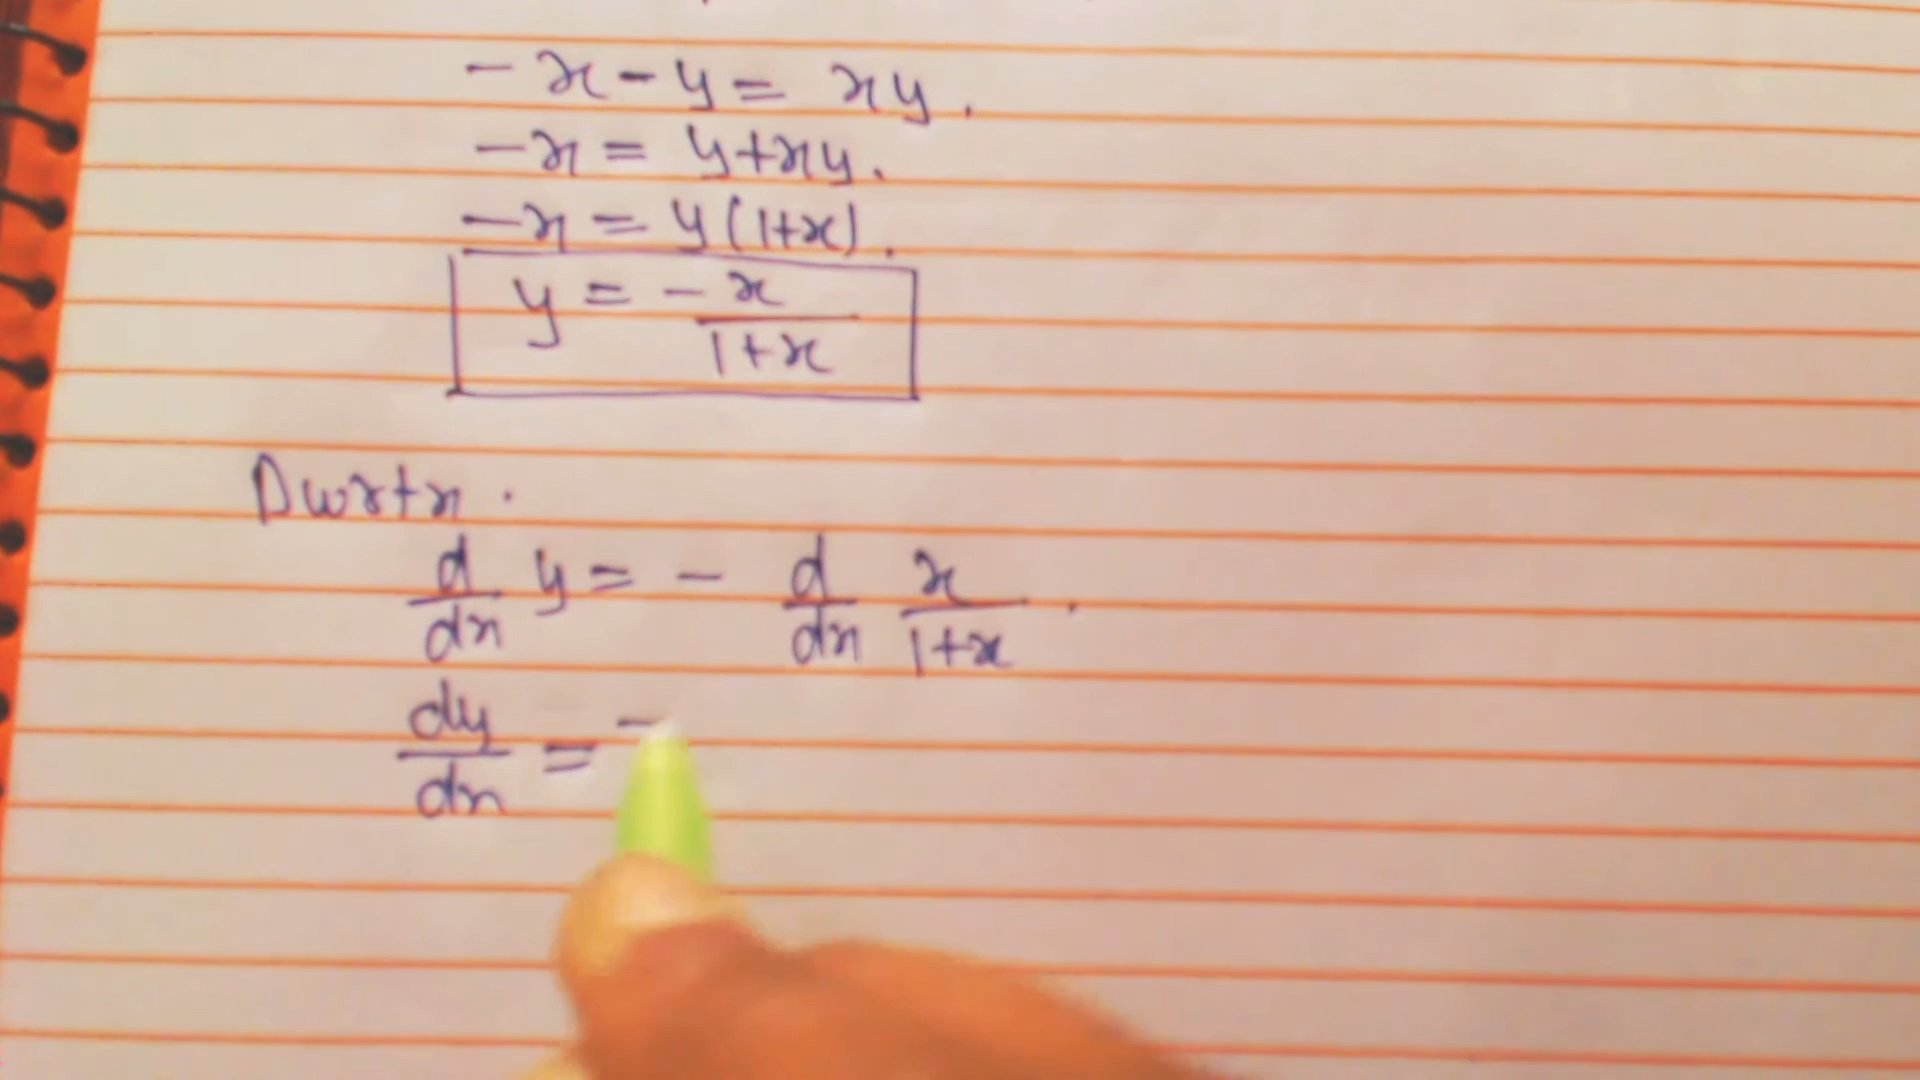 -x-y = xy.
-x = y+xy.
-x = y(1+x).
y = -x/1+x
Dwrtx.
d/dx y = - d/dx x/1+x .
dy/dx = -